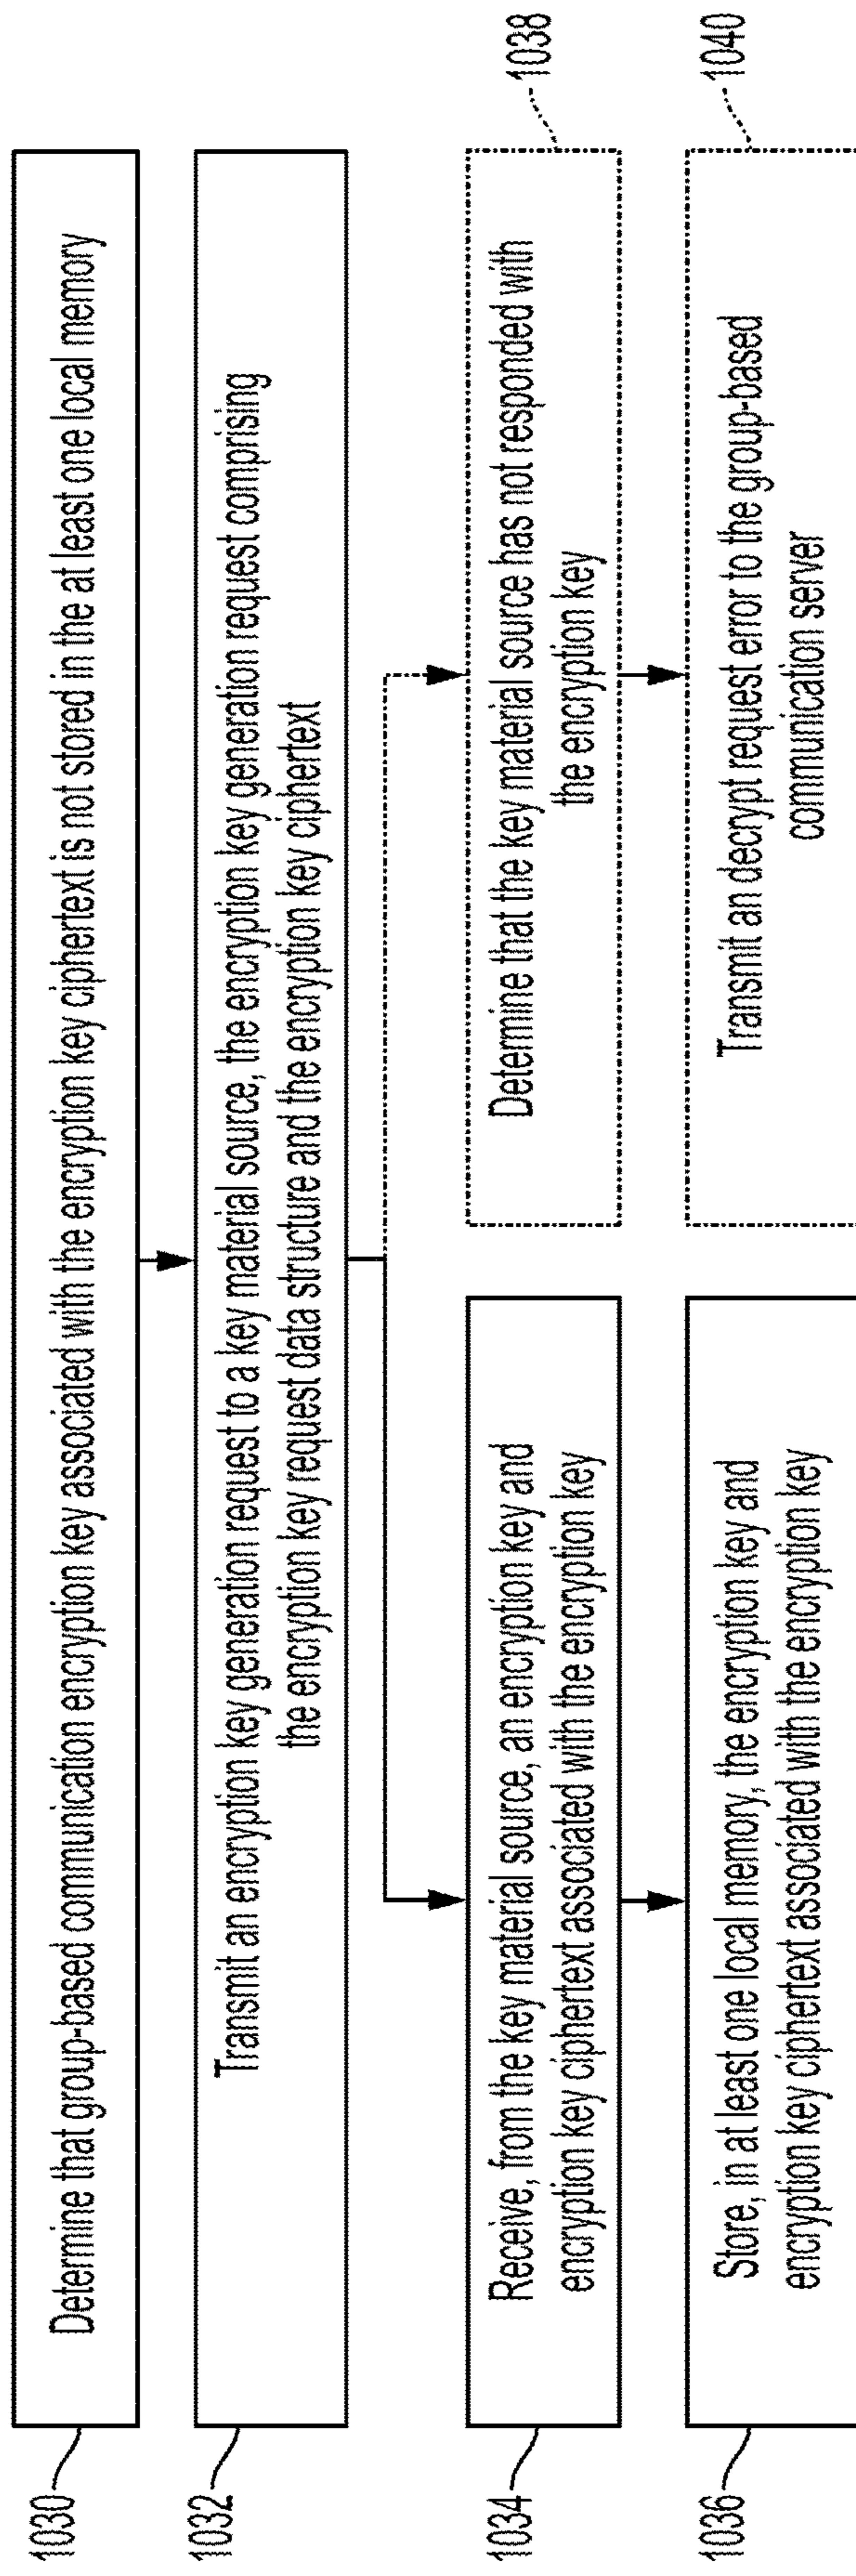 1030
Determine that group-based communication encryption key associated with the encryption key ciphertext is not stored in the at least one local memory
1032
Transmit an encryption key generation request to a key material source, the encryption key generation request comprising
the encryption key request data structure and the encryption key ciphertext
1034
Receive, from the key material source, an encryption key and
encryption key ciphertext associated with the encryption key
1038
Determine that the key material source has not responded with
the encryption key
1036
Store, in at least one local memory, the encryption key and
encryption key ciphertext associated with the encryption key
1040
Transmit an decrypt request error to the group-based
communication server